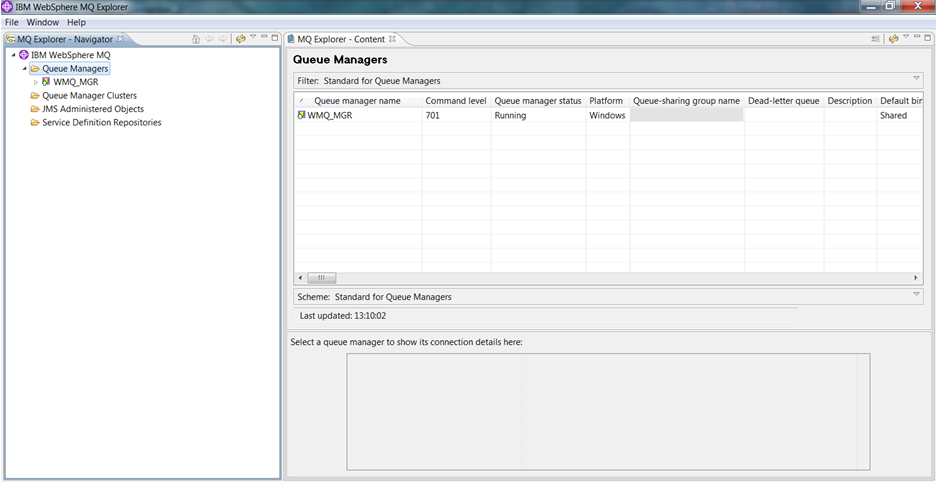 IBM WebSphere MQ Explorer
File Window Help
MQ Explorer - Navigator
IBM WebSphere MQ
Queue Managers
WMQ_MGR
Queue Manager Clusters
JMS Administered Objects
Service Definition Repositories
MQ Explorer - Content
Queue Managers
Filter: Standard for Queue Managers
Queue manager name Command level Queue manager status Platform Queue-sharing group name Dead-letter queue Description Default bin
WMQ_MGR 701 Running Windows Shared
Scheme: Standard for Queue Managers
Last updated: 13:10:02
Select a queue manager to show its connection details here: